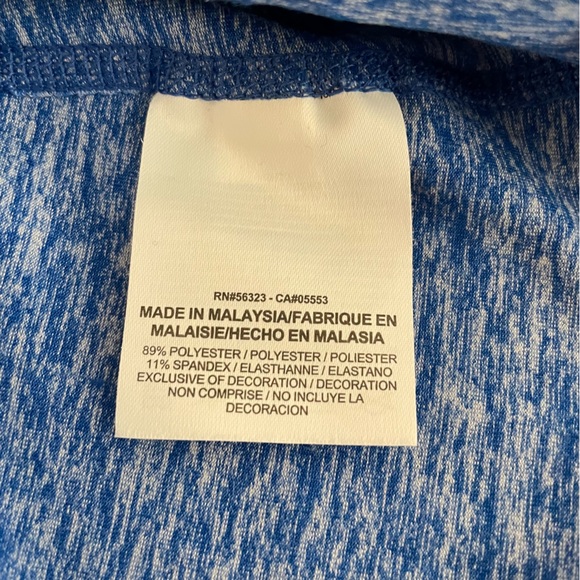 RN#56323 - CA#05553
MADE IN MALAYSIA/FABRIQUE EN
MALAISIE/HECHO EN MALASIA
89% POLYESTER / POLYESTER / POLIESTER
11% SPANDEX / ELASTHANNE / ELASTANO
EXCLUSIVE OF DECORATION / DECORATION
NON COMPRISE / NO INCLUYE LA
DECORACION